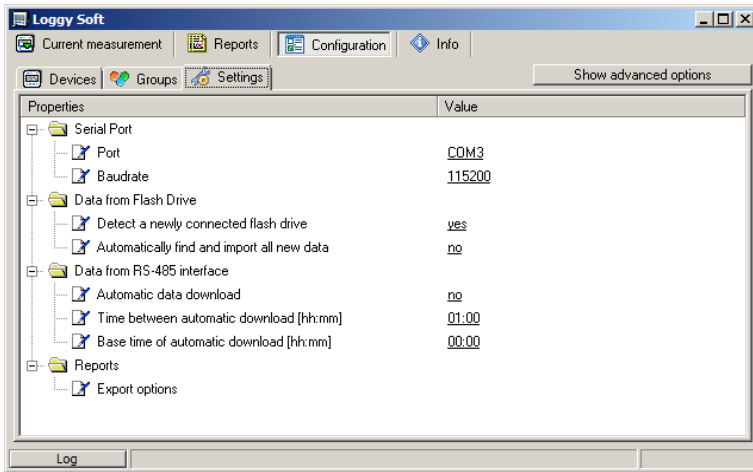 Loggy Soft
Current measurement Reports Configuration Info
Devices Groups Settings Show advanced options
Properties Value
Serial Port
Port COM3
Baudrate 115200
Data from Flash Drive
Detect a newly connected flash drive yes
Automatically find and import all new data no
Data from RS-485 interface
Automatic data download no
Time between automatic download [hh:mm] 01:00
Base time of automatic download [hh:mm] 00:00
Reports
Export options
Log